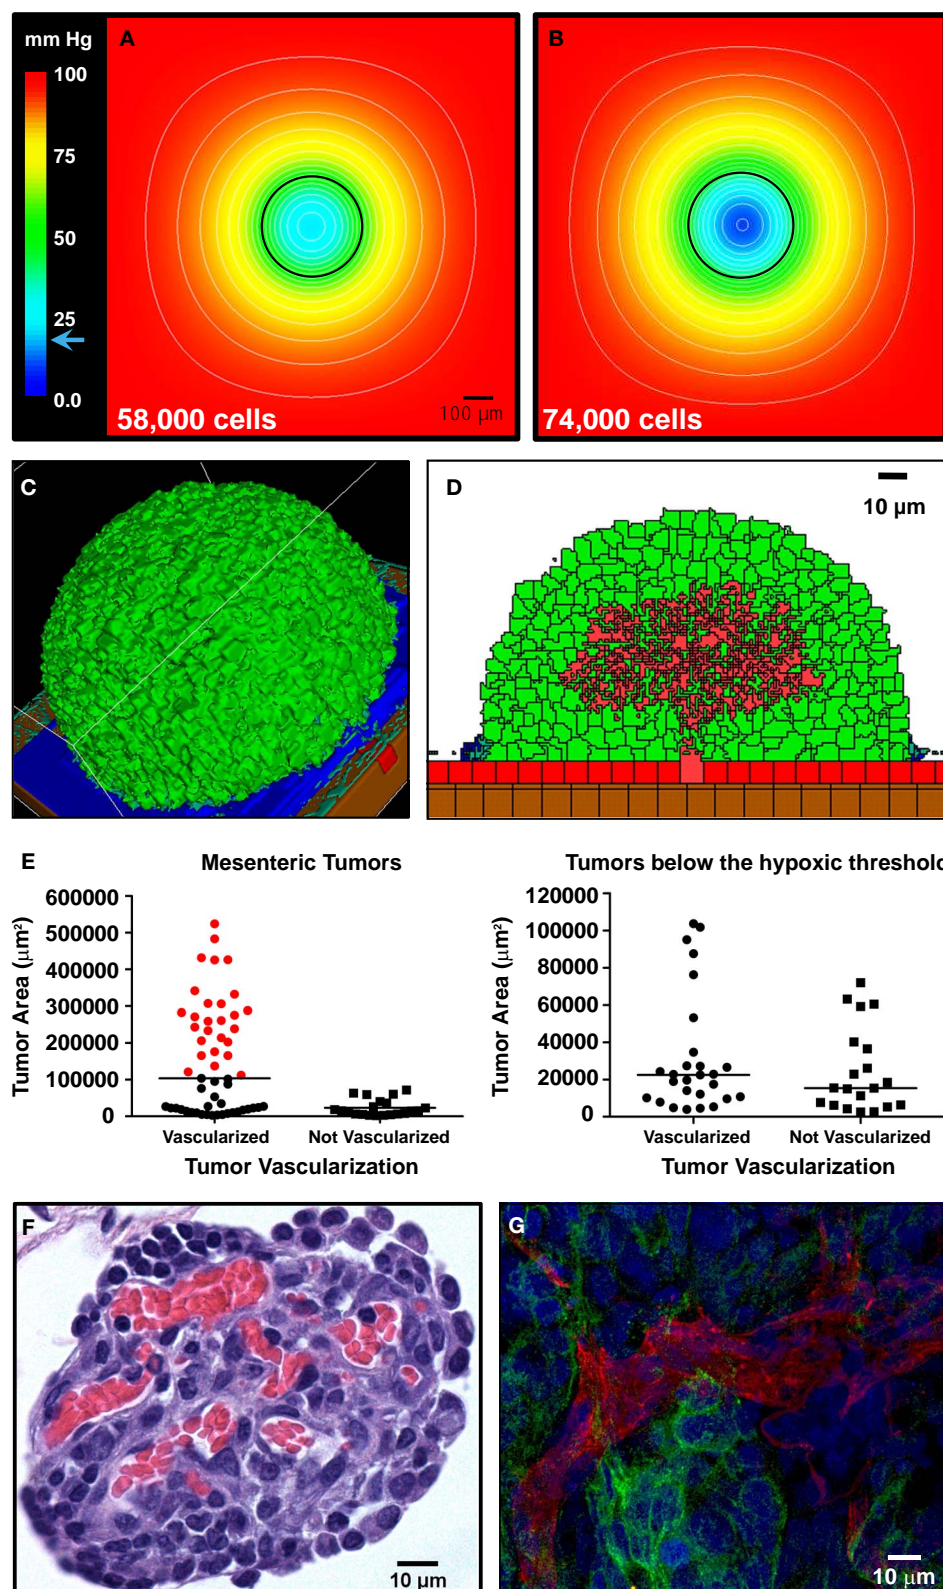 mm Hg
100
75
50
25
0.0
A
58,000 cells
100 µm
B
74,000 cells
C
D
10 µm
E
Mesenteric Tumors
Tumor Area (µm²)
600000
500000
400000
300000
200000
100000
0
Vascularized
Not Vascularized
Tumor Vascularization
Tumors below the hypoxic threshold
Tumor Area (µm²)
120000
100000
80000
60000
40000
20000
0
Vascularized
Not Vascularized
Tumor Vascularization
F
10 µm
G
10 µm